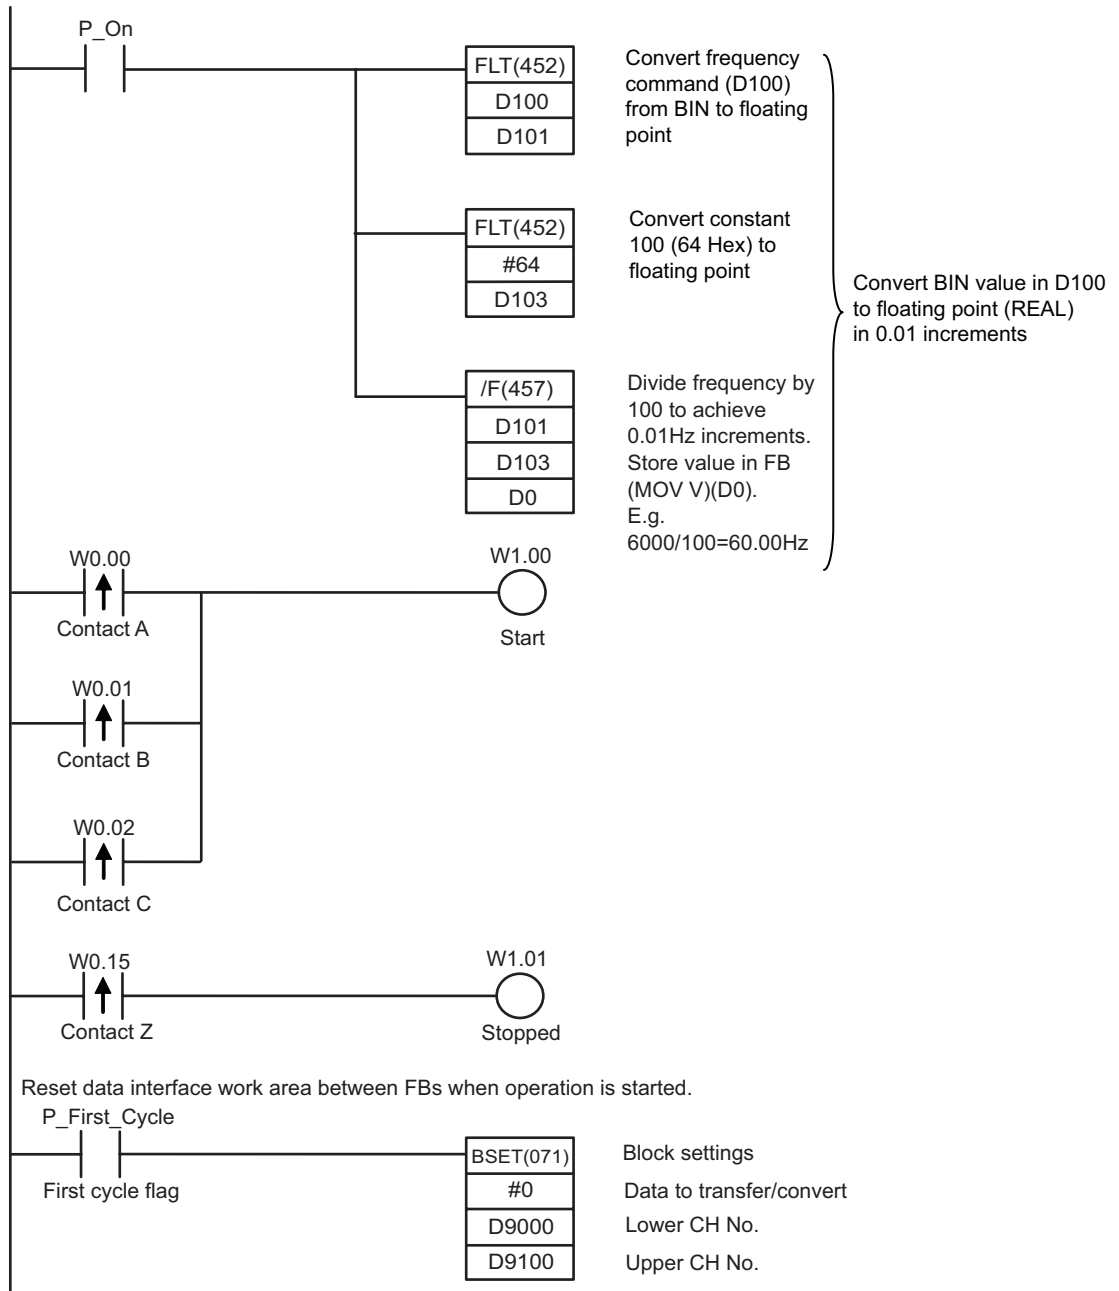 P_On
FLT(452)
D100
D101
Convert frequency
command (D100)
from BIN to floating
point
FLT(452)
#64
D103
Convert constant
100 (64 Hex) to
floating point
Convert BIN value in D100
to floating point (REAL)
in 0.01 increments
/F(457)
D101
D103
D0
Divide frequency by
100 to achieve
0.01Hz increments.
Store value in FB
(MOV V)(D0).
E.g.
6000/100=60.00Hz
W0.00
Contact A
W1.00
Start
W0.01
Contact B
W0.02
Contact C
W0.15
Contact Z
W1.01
Stopped
Reset data interface work area between FBs when operation is started.
P_First_Cycle
First cycle flag
BSET(071)
Block settings
#0
Data to transfer/convert
D9000
Lower CH No.
D9100
Upper CH No.